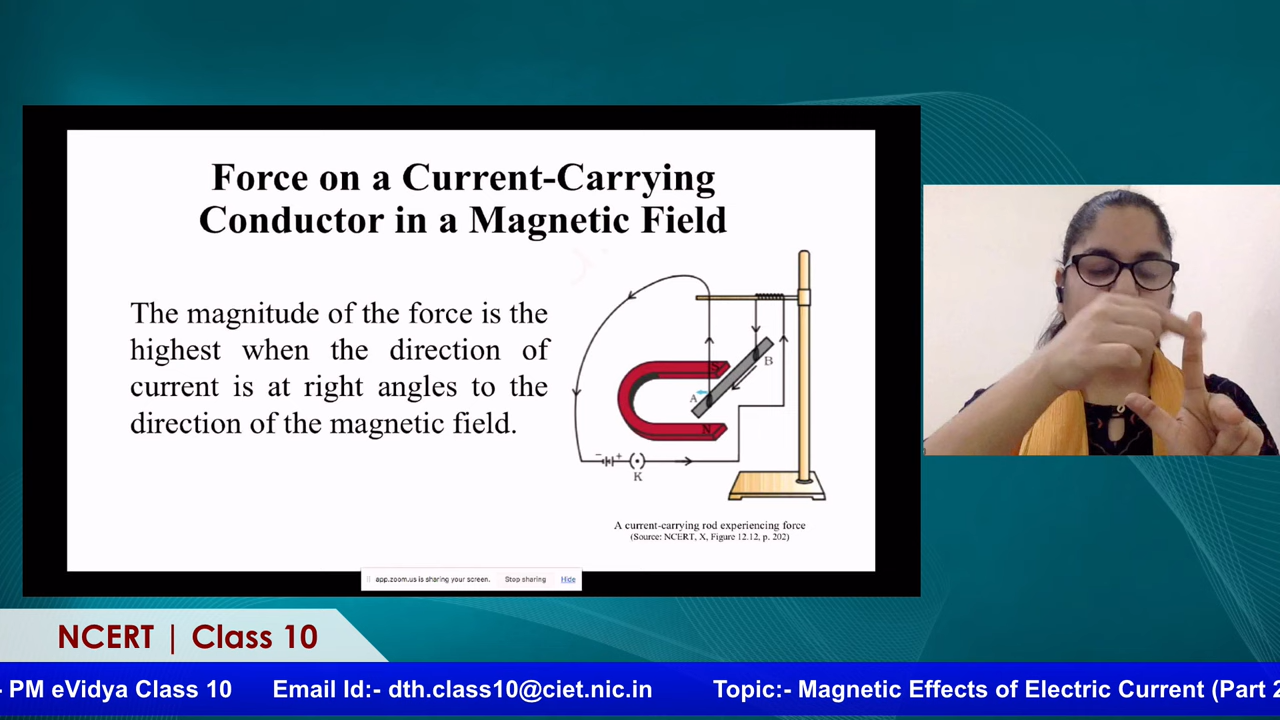 Force on a Current-Carrying
Conductor in a Magnetic Field
The magnitude of the force is the
highest when the direction of
current is at right angles to the
direction of the magnetic field.
S
B
A
N
− +
K
A current-carrying rod experiencing force
(Source: NCERT, X, Figure 12.12, p. 202)
app.zoom.us is sharing your screen. Stop sharing Hide
NCERT | Class 10
- PM eVidya Class 10 Email Id:- dth.class10@ciet.nic.in Topic:- Magnetic Effects of Electric Current (Part 2